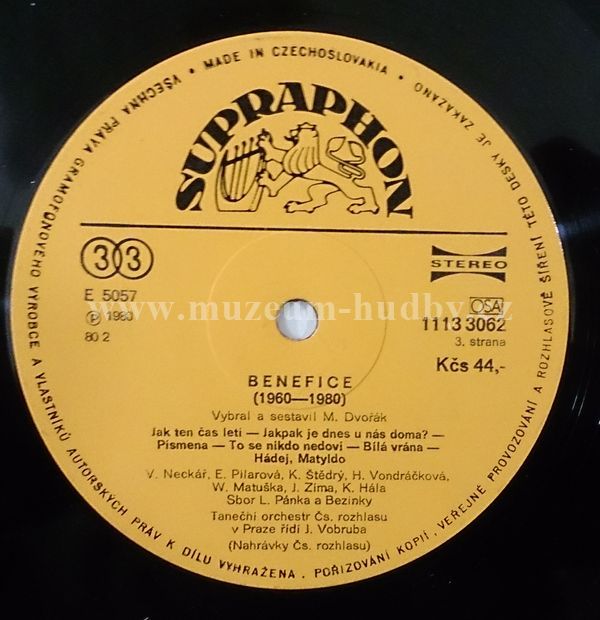 VŠECHNA PRÁVA GRAMOFONOVÉHO VÝROBCE A VLASTNÍKŮ AUTORSKÝCH PRÁV K DÍLU VYHRAŽENA . POŘIZOVÁNÍ KOPIÍ, VEŘEJNÉ PROVOZOVÁNÍ A ROZHLASOVÉ ŠÍŘENÍ TÉTO DESKY JE ZAKÁZÁNO • MADE IN CZECHOSLOVAKIA •
SUPRAPHON
33
STEREO
E 5057
℗ 1980
80 2
OSA
1113 3062
3. strana
Kčs 44,-
www.muzeum-hudby.cz
BENEFICE
(1960—1980)
Vybral a sestavil M. Dvořák
Jak ten čas letí — Jakpak je dnes u nás doma? —
Písmena — To se nikdo nedoví — Bílá vrána —
Hádej, Matyldo
V. Neckář, E. Pilarová, K. Štědrý, H. Vondráčková,
W. Matuška, J. Zíma, K. Hála
Sbor L. Pánka a Bezinky
Taneční orchestr Čs. rozhlasu
v Praze řídí J. Vobruba
(Nahrávky Čs. rozhlasu)